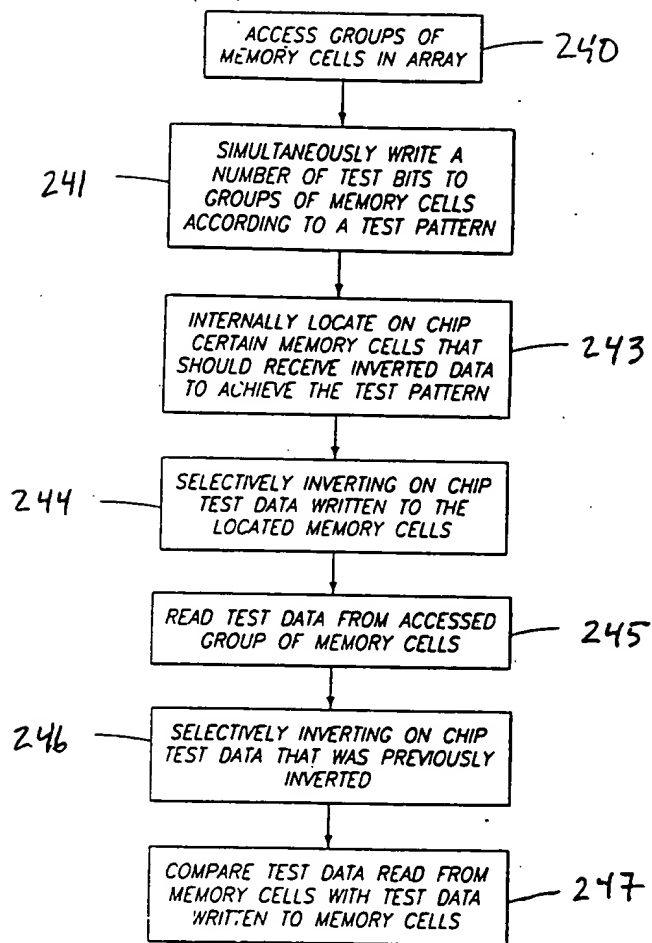 ACCESS GROUPS OF
MEMORY CELLS IN ARRAY
240
SIMULTANEOUSLY WRITE A
NUMBER OF TEST BITS TO
GROUPS OF MEMORY CELLS
ACCORDING TO A TEST PATTERN
241
INTERNALLY LOCATE ON CHIP
CERTAIN MEMORY CELLS THAT
SHOULD RECEIVE INVERTED DATA
TO ACHIEVE THE TEST PATTERN
243
SELECTIVELY INVERTING ON CHIP
TEST DATA WRITTEN TO THE
LOCATED MEMORY CELLS
244
READ TEST DATA FROM ACCESSED
GROUP OF MEMORY CELLS
245
SELECTIVELY INVERTING ON CHIP
TEST DATA THAT WAS PREVIOUSLY
INVERTED
246
COMPARE TEST DATA READ FROM
MEMORY CELLS WITH TEST DATA
WRITTEN TO MEMORY CELLS
247